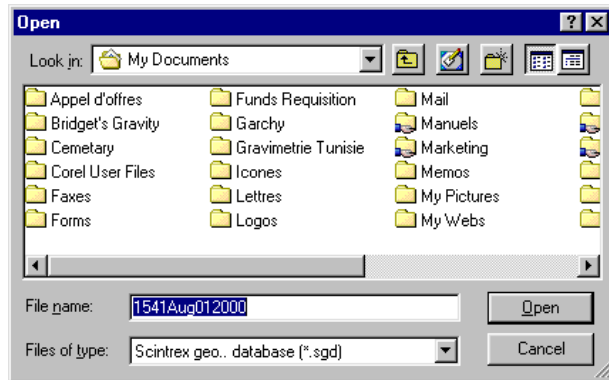 Open
Look in: My Documents
Appel d'offres Funds Requisition Mail
Bridget's Gravity Garchy Manuels
Cemetary Gravimetrie Tunisie Marketing
Corel User Files Icones Memos
Faxes Lettres My Pictures
Forms Logos My Webs
File name: 1541Aug012000 Open
Files of type: Scintrex geo.. database (*.sgd) Cancel